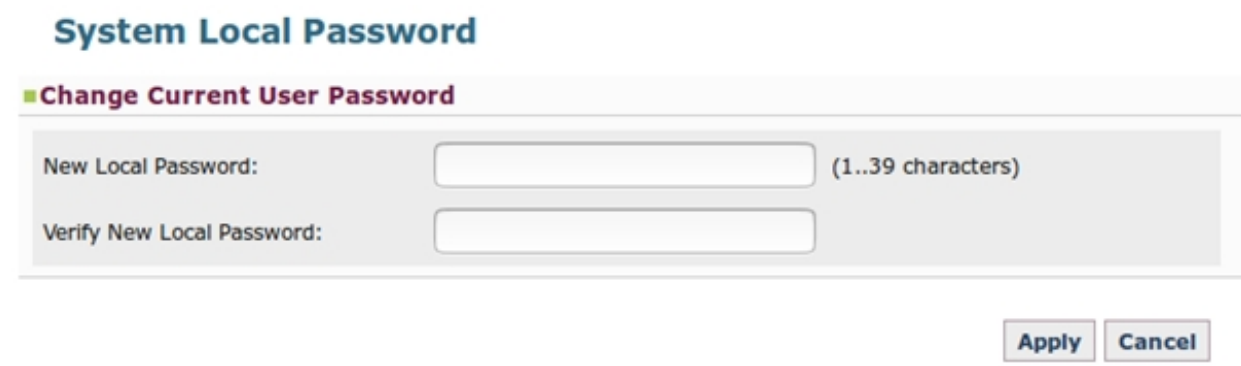 System Local Password
Change Current User Password
New Local Password: (1..39 characters)
Verify New Local Password:
Apply Cancel